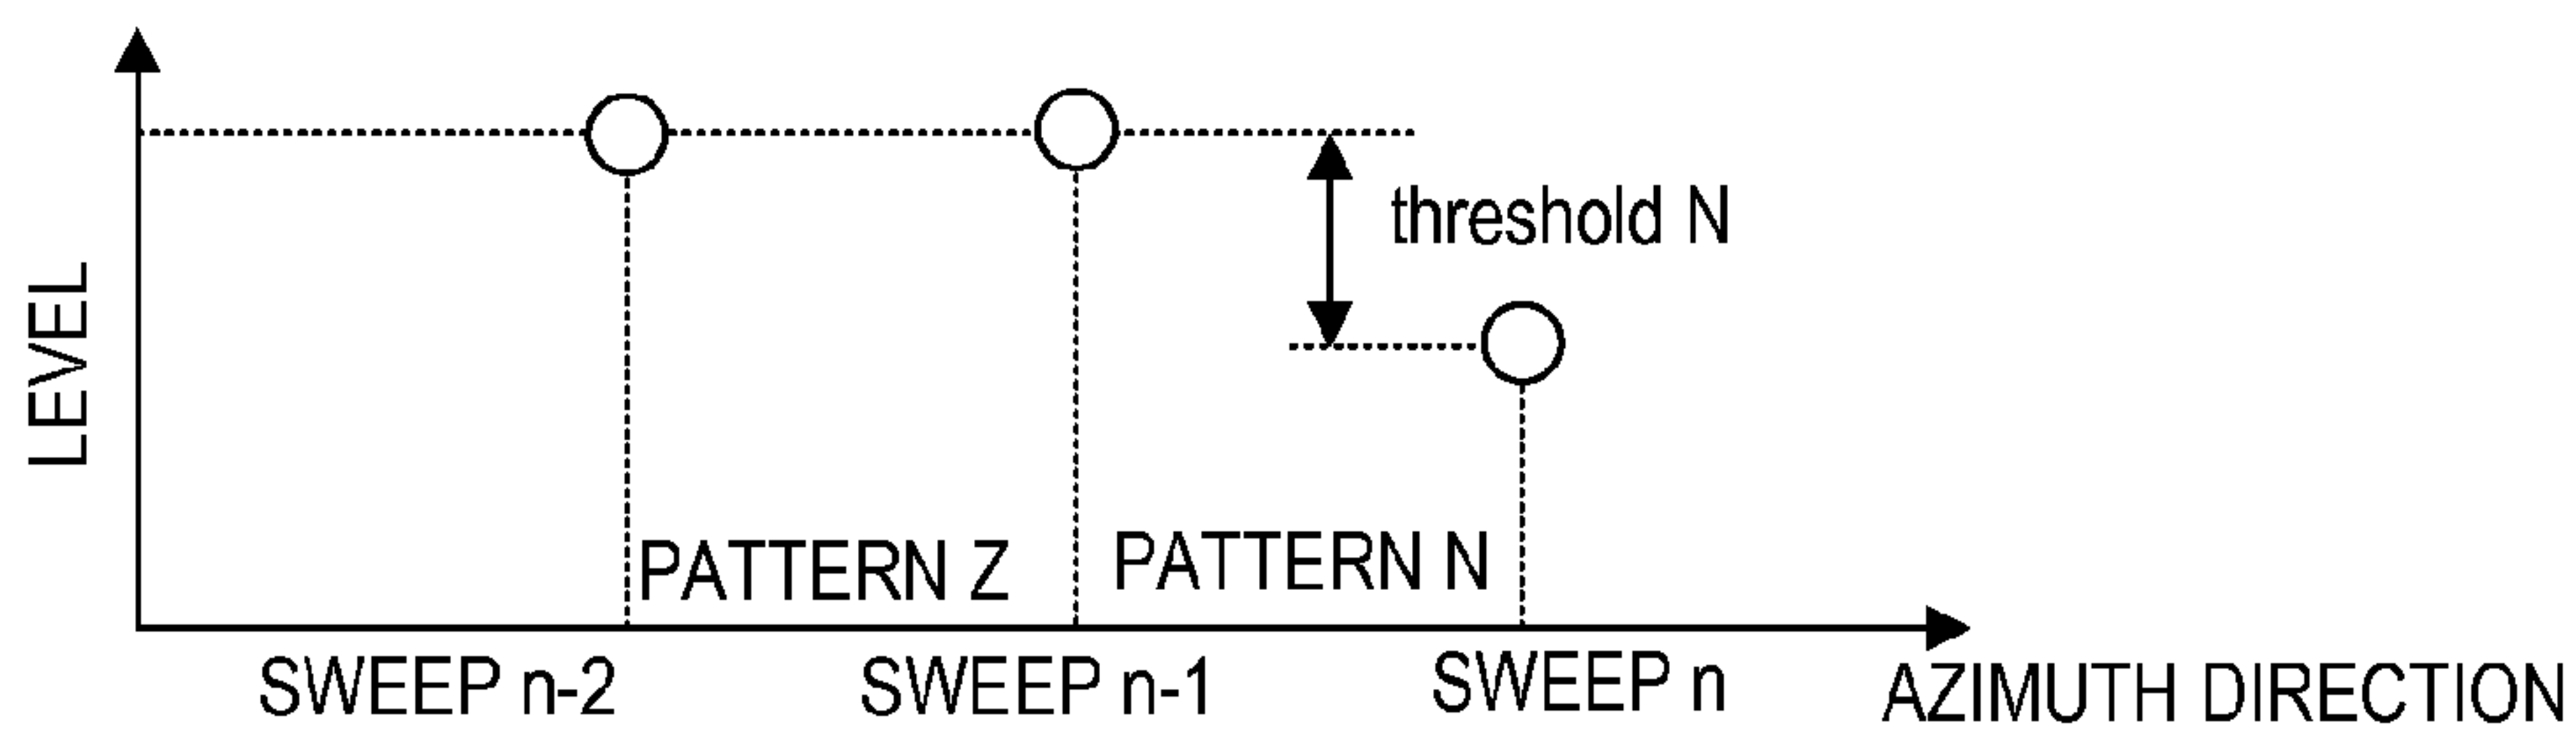 LEVEL
threshold N
PATTERN Z
PATTERN N
SWEEP n-2
SWEEP n-1
SWEEP n
AZIMUTH DIRECTION